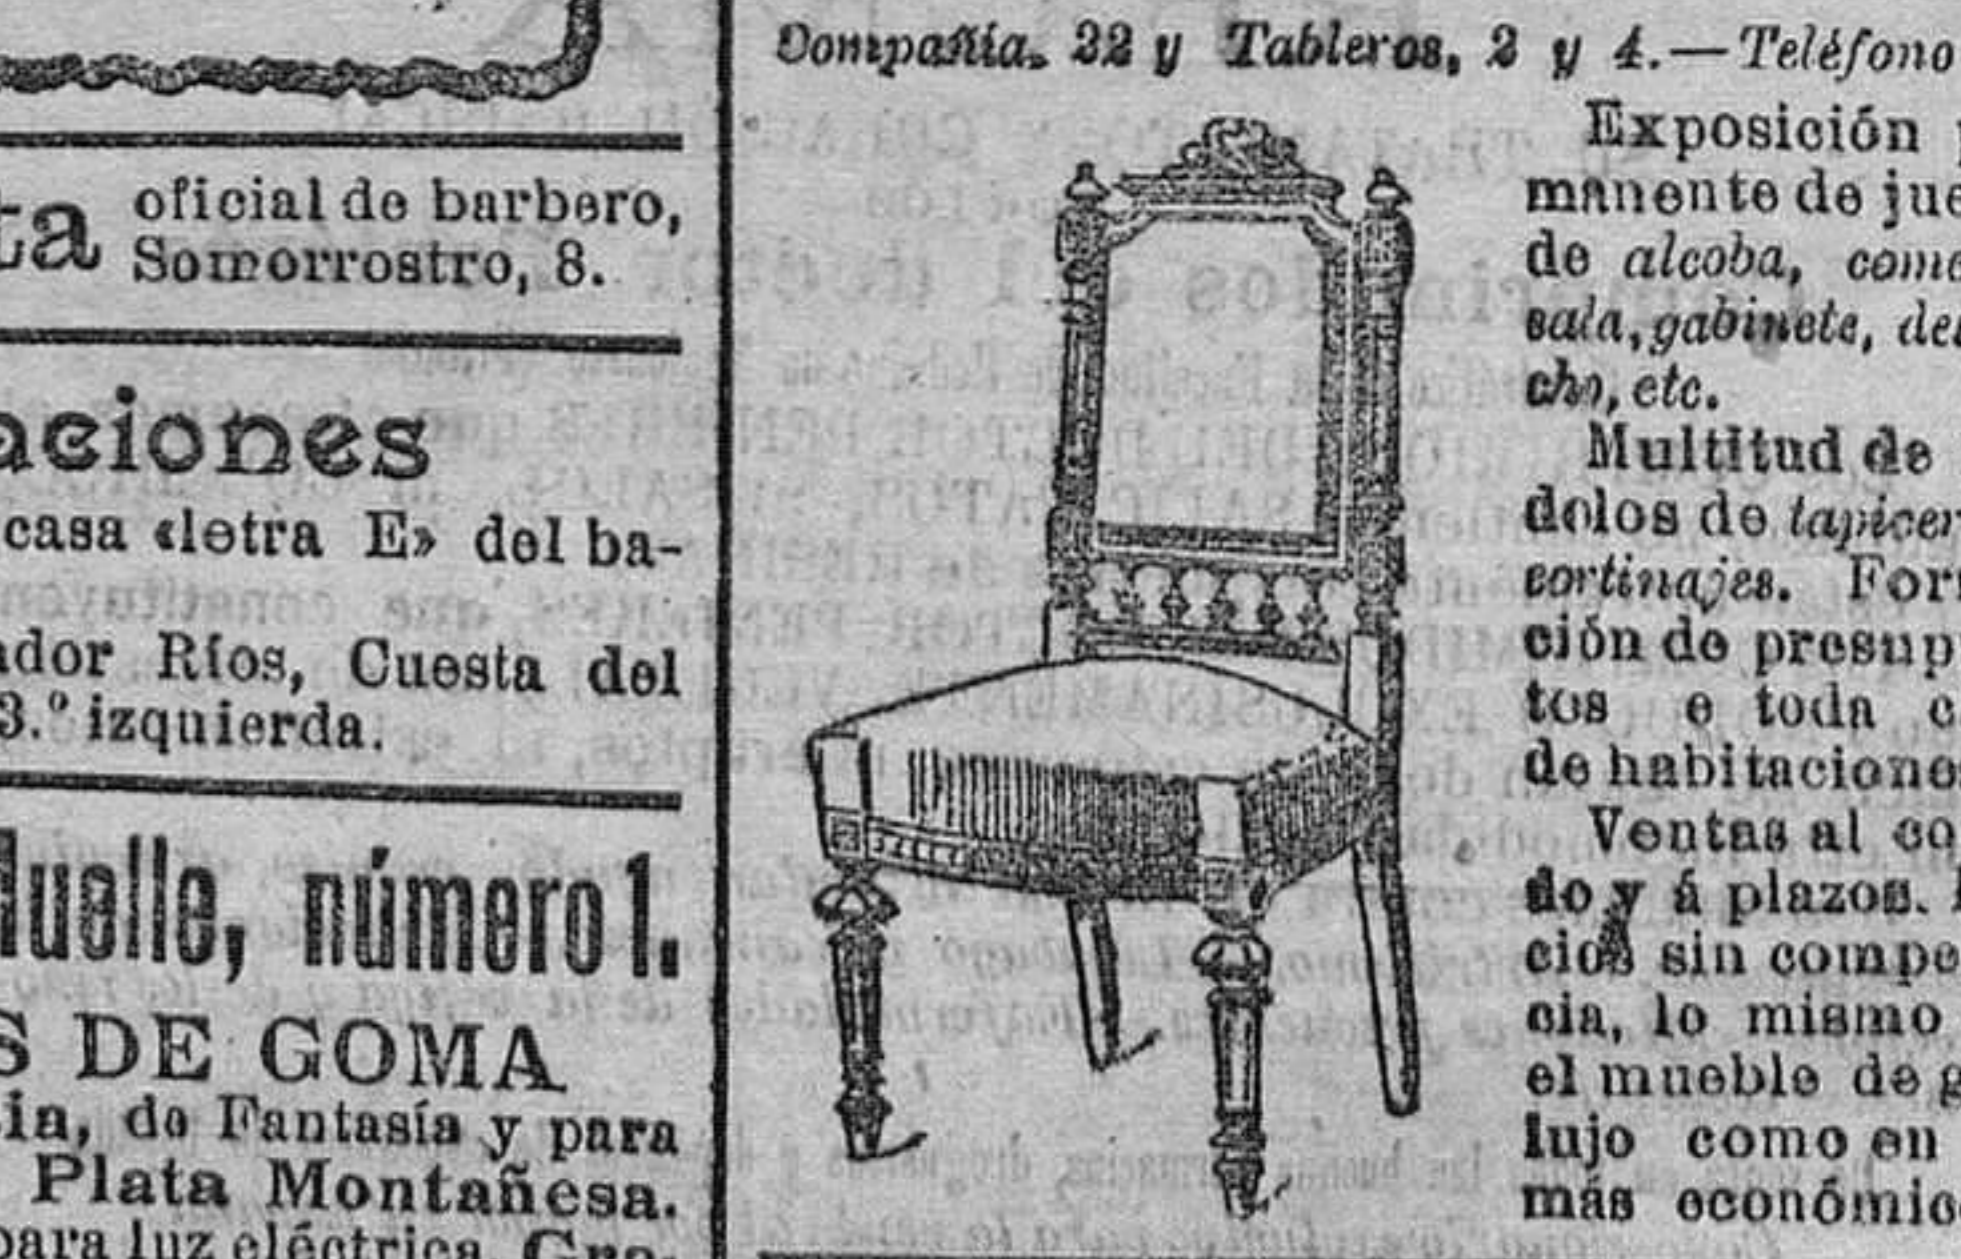 oficial de barbero,
Somorrostro, 8.
ta
aciones
casa «letra E» del ba-
ador Ríos, Cuesta del
3.º izquierda.
uelle, número 1.
S DE GOMA
ia, de Fantasía y para
Plata Montañesa.
para luz eléctrica.
Compañía, 22 y Tableros, 2 y 4.—Teléfono
Exposición p
manente de jue
de alcoba, come
sala, gabinete, des
cho, etc.
Multitud de
delos de tapicer
cortinajes. For
ción de presup
tos e toda c
de habitacione
Ventas al co
do y á plazos.
cios sin compe
cia, lo mismo
el mueble de g
lujo como en
más económic